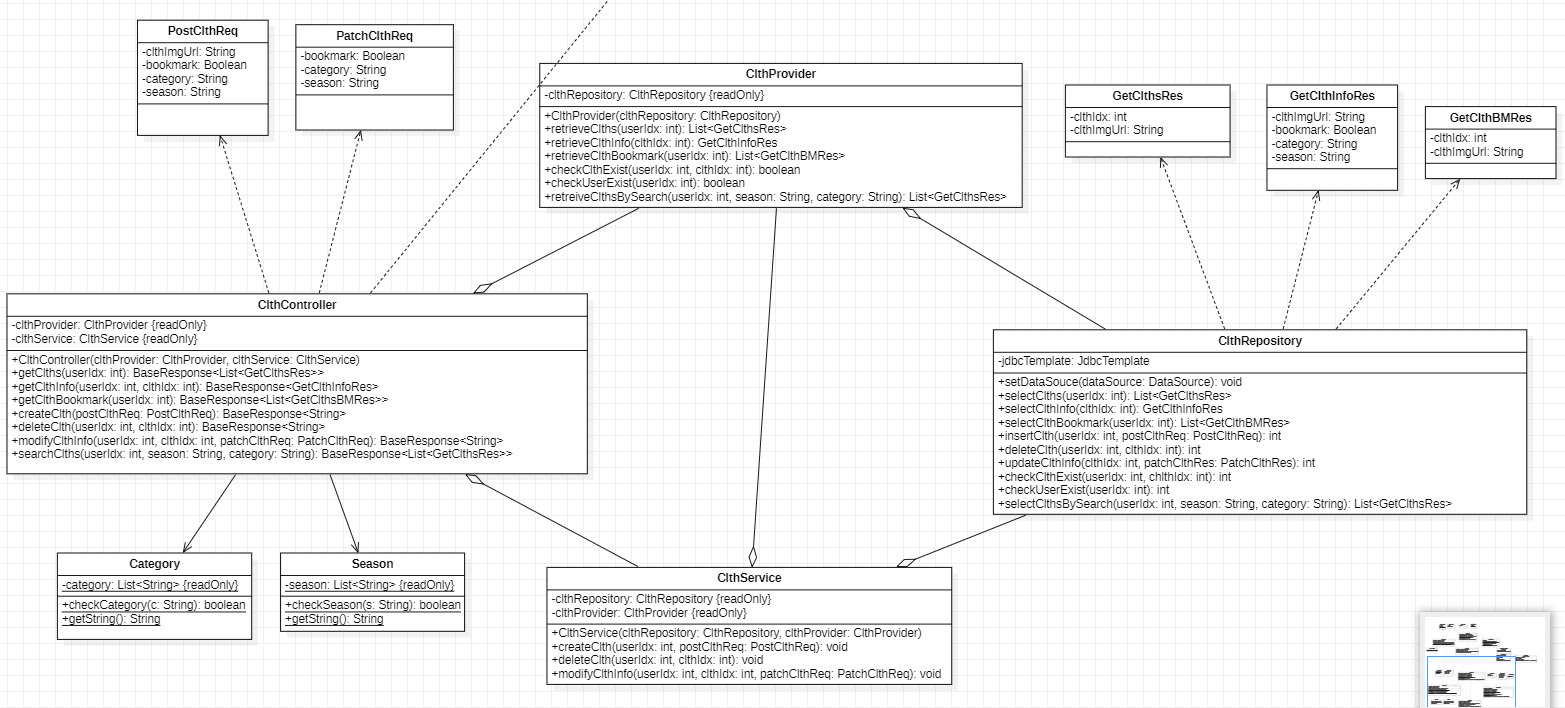 PostClthReq
-clthImgUrl: String
-bookmark: Boolean
-category: String
-season: String
PatchClthReq
-bookmark: Boolean
-category: String
-season: String
ClthProvider
-clthRepository: ClthRepository {readOnly}
+ClthProvider(clthRepository: ClthRepository)
+retrieveClths(userIdx: int): List<GetClthsRes>
+retrieveClthInfo(clthIdx: int): GetClthInfoRes
+retrieveClthBookmark(userIdx: int): List<GetClthBMRes>
+checkClthExist(userIdx: int, clthIdx: int): boolean
+checkUserExist(userIdx: int): boolean
+retreiveClthsBySearch(userIdx: int, season: String, category: String): List<GetClthsRes>
GetClthsRes
-clthIdx: int
-clthImgUrl: String
GetClthInfoRes
-clthImgUrl: String
-bookmark: Boolean
-category: String
-season: String
GetClthBMRes
-clthIdx: int
-clthImgUrl: String
ClthController
-clthProvider: ClthProvider {readOnly}
-clthService: ClthService {readOnly}
+ClthController(clthProvider: ClthProvider, clthService: ClthService)
+getClths(userIdx: int): BaseResponse<List<GetClthsRes>>
+getClthInfo(userIdx: int, clthIdx: int): BaseResponse<GetClthInfoRes>
+getClthBookmark(userIdx: int): BaseResponse<List<GetClthsBMRes>>
+createClth(postClthReq: PostClthReq): BaseResponse<String>
+deleteClth(userIdx: int, clthIdx: int): BaseResponse<String>
+modifyClthInfo(userIdx: int, clthIdx: int, patchClthReq: PatchClthReq): BaseResponse<String>
+searchClths(userIdx: int, season: String, category: String): BaseResponse<List<GetClthsRes>>
ClthRepository
-jdbcTemplate: JdbcTemplate
+setDataSouce(dataSource: DataSource): void
+selectClths(userIdx: int): List<GetClthsRes>
+selectClthInfo(clthIdx: int): GetClthInfoRes
+selectClthBookmark(userIdx: int): List<GetClthBMRes>
+insertClth(userIdx: int, postClthReq: PostClthReq): int
+deleteClth(userIdx: int, clthIdx: int): int
+updateClthInfo(clthIdx: int, patchClthRes: PatchClthRes): int
+checkClthExist(userIdx: int, chlthIdx: int): int
+checkUserExist(userIdx: int): int
+selectClthsBySearch(userIdx: int, season: String, category: String): List<GetClthsRes>
Category
-category: List<String> {readOnly}
+checkCategory(c: String): boolean
+getString(): String
Season
-season: List<String> {readOnly}
+checkSeason(s: String): boolean
+getString(): String
ClthService
-clthRepository: ClthRepository {readOnly}
-clthProvider: ClthProvider {readOnly}
+ClthService(clthRepository: ClthRepository, clthProvider: ClthProvider)
+createClth(userIdx: int, postClthReq: PostClthReq): void
+deleteClth(userIdx: int, clthIdx: int): void
+modifyClthInfo(userIdx: int, clthIdx: int, patchClthReq: PatchClthReq): void